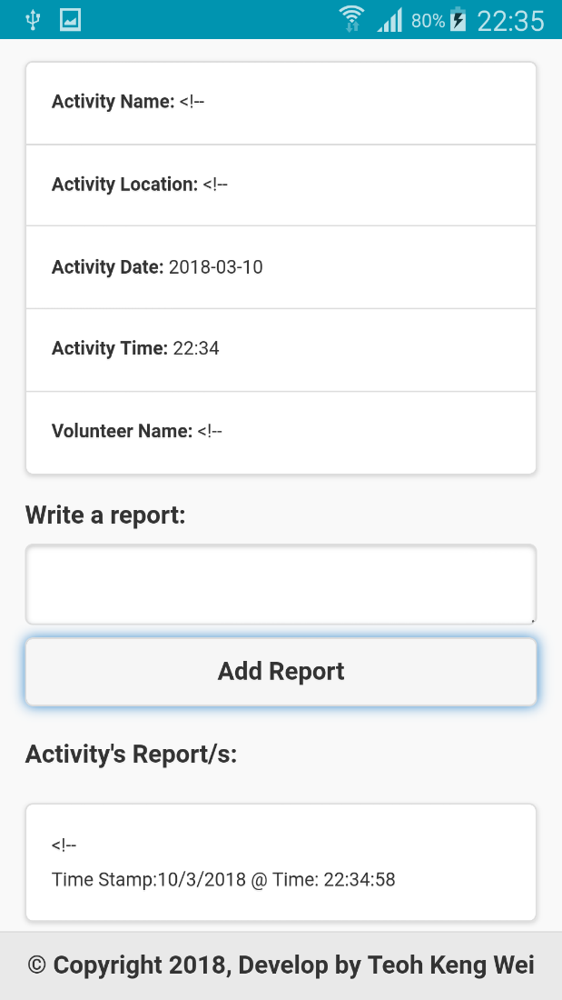 80% 22:35
Activity Name: <!--
Activity Location: <!--
Activity Date: 2018-03-10
Activity Time: 22:34
Volunteer Name: <!--
Write a report:
Add Report
Activity's Report/s:
<!--
Time Stamp:10/3/2018 @ Time: 22:34:58
© Copyright 2018, Develop by Teoh Keng Wei